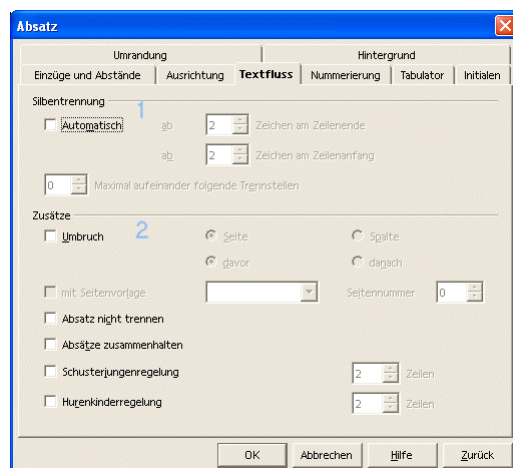 Absatz
Umrandung Hintergrund
Einzüge und Abstände Ausrichtung Textfluss Nummerierung Tabulator Initialen
Silbentrennung
1
Automatisch ab 2 Zeichen am Zeilenende
ab 2 Zeichen am Zeilenanfang
0 Maximal aufeinander folgende Trennstellen
Zusätze
Umbruch 2 Seite Spalte
davor danach
mit Seitenvorlage Seitennummer 0
Absatz nicht trennen
Absätze zusammenhalten
Schusterjungenregelung 2 Zeilen
Hurenkinderregelung 2 Zeilen
OK Abbrechen Hilfe Zurück